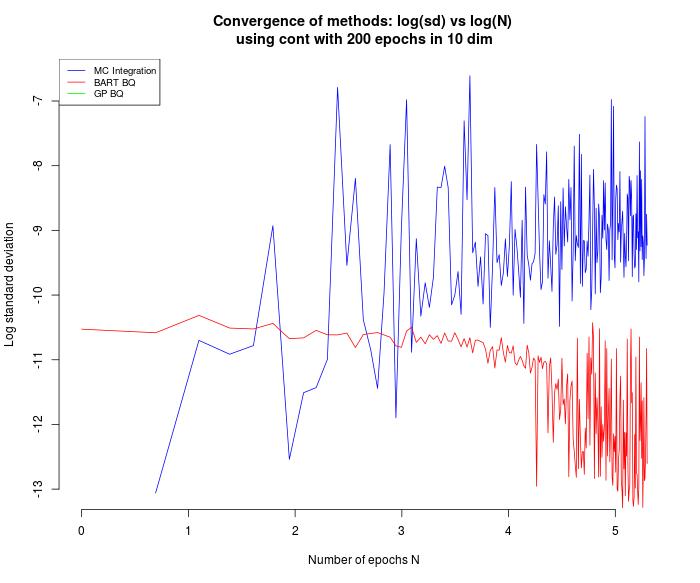 Convergence of methods: log(sd) vs log(N)
using cont with 200 epochs in 10 dim
MC Integration
BART BQ
GP BQ
Log standard deviation
-7
-8
-9
-10
-11
-12
-13
0 1 2 3 4 5
Number of epochs N